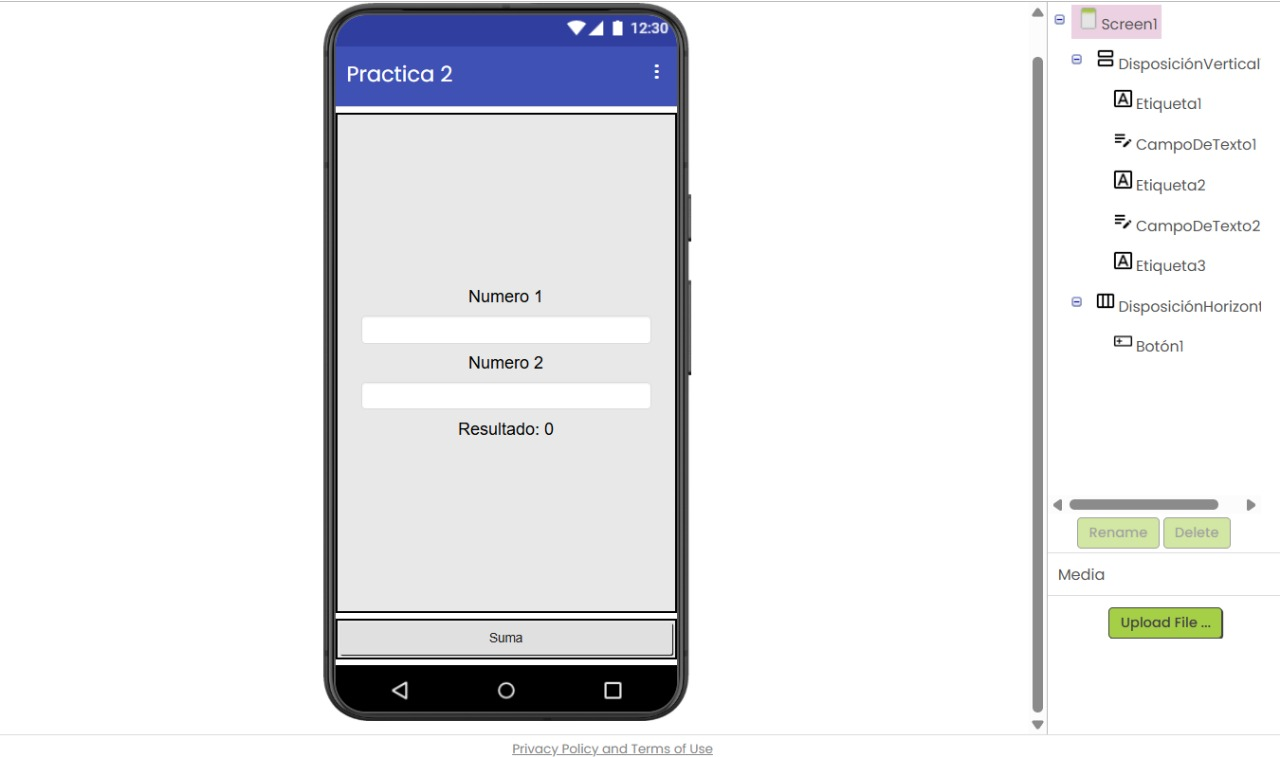 12:30
Practica 2
Numero 1
Numero 2
Resultado: 0
Suma
Screen1
DisposiciónVertical
Etiqueta1
CampoDeTexto1
Etiqueta2
CampoDeTexto2
Etiqueta3
DisposiciónHorizont
Botón1
Rename Delete
Media
Upload File ...
Privacy Policy and Terms of Use